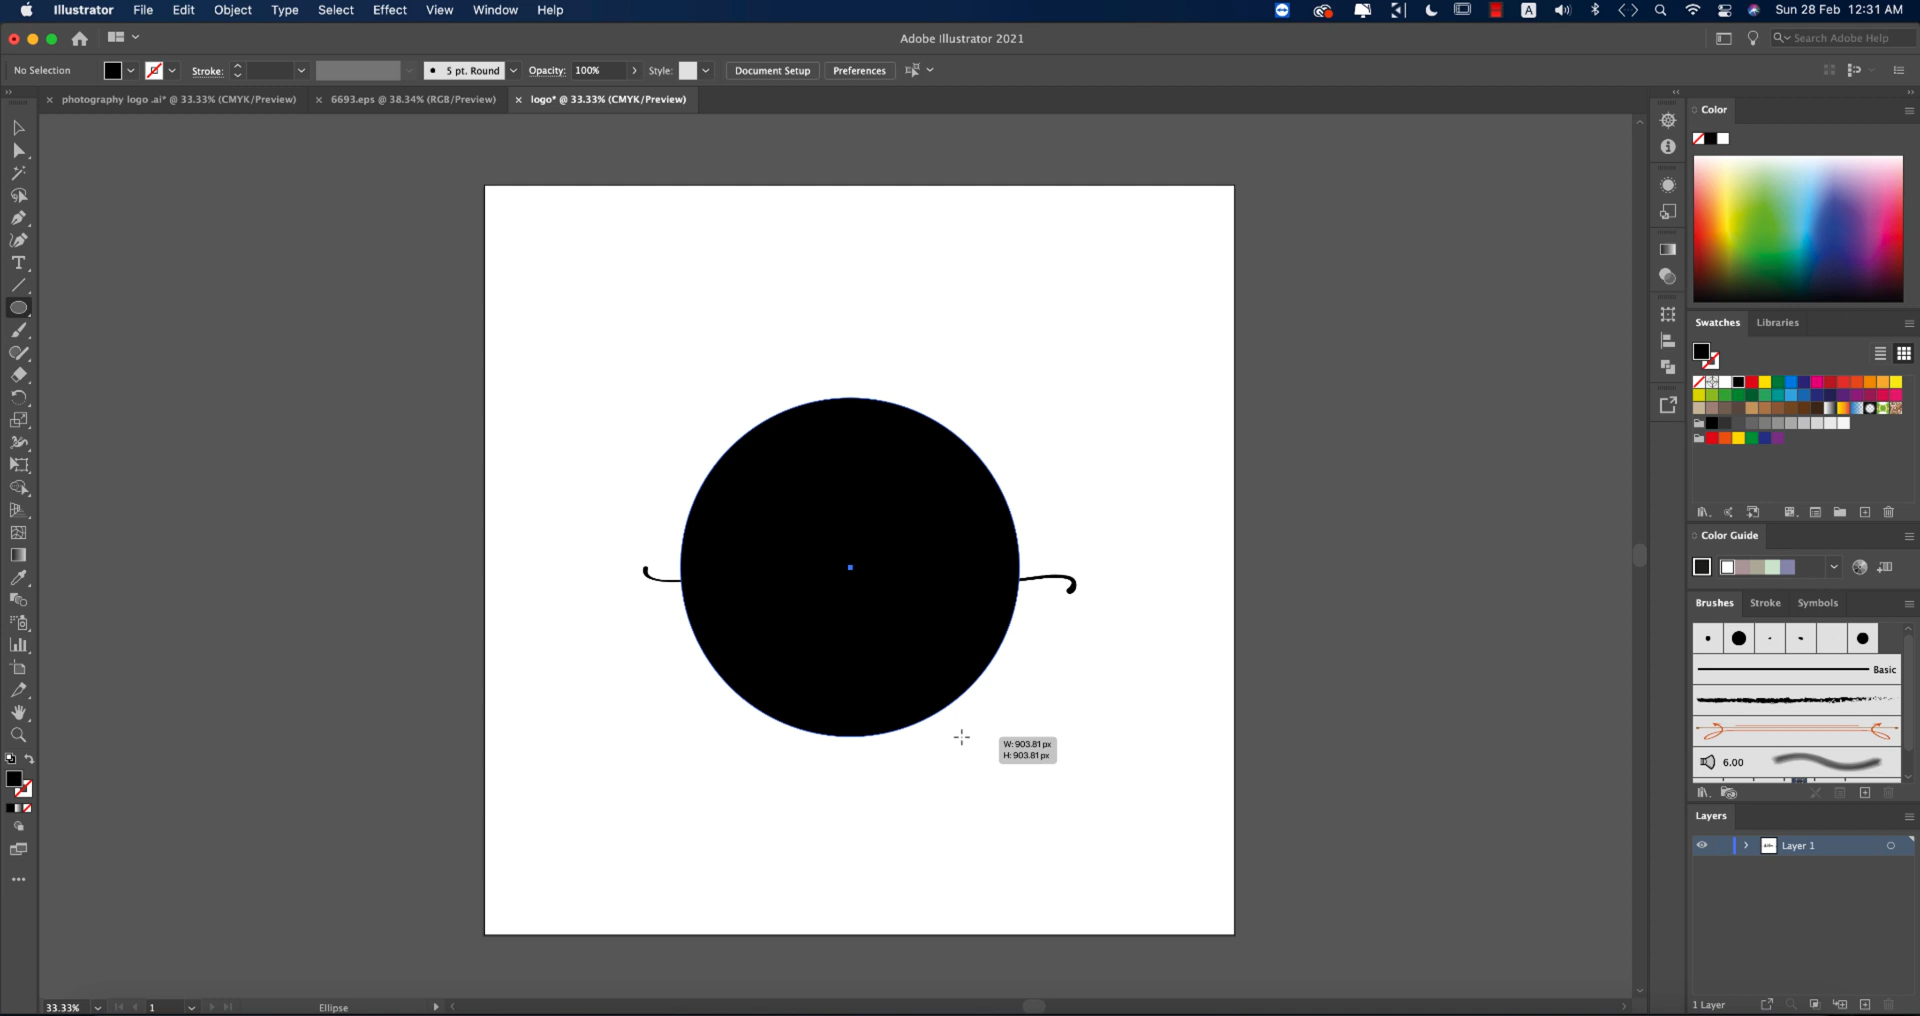 Illustrator File Edit Object Type Select Effect View Window Help
A Sun 28 Feb 12:31 AM
Adobe Illustrator 2021
Search Adobe Help
No Selection Stroke: 5 pt. Round Opacity: 100% Style: Document Setup Preferences
photography logo .ai* @ 33.33% (CMYK/Preview) 6693.eps @ 38.34% (RGB/Preview) logo* @ 33.33% (CMYK/Preview)
Color
Swatches Libraries
Color Guide
Brushes Stroke Symbols
Basic
W: 903.81 px
H: 903.81 px
6.00
Layers
Layer 1
1 Layer
33.33% 1 Ellipse